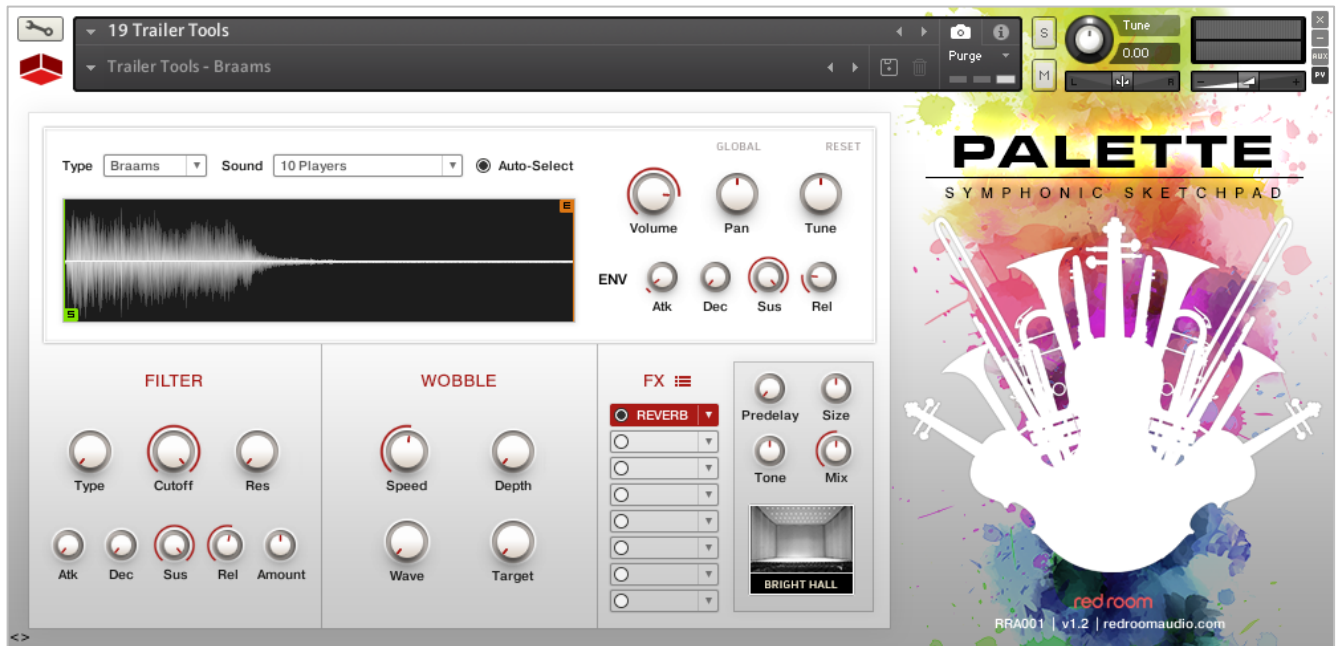 19 Trailer Tools
Trailer Tools - Braams
Purge
S
M
Tune
0.00
L R
- +
x
-
AUX
PV
Type Braams Sound 10 Players Auto-Select
GLOBAL RESET
S
E
Volume Pan Tune
ENV
Atk Dec Sus Rel
FILTER
Type Cutoff Res
Atk Dec Sus Rel Amount
WOBBLE
Speed Depth
Wave Target
FX
REVERB
Predelay Size
Tone Mix
BRIGHT HALL
<>
PALETTE
SYMPHONIC SKETCHPAD
red room
RRA001 | v1.2 | redroomaudio.com